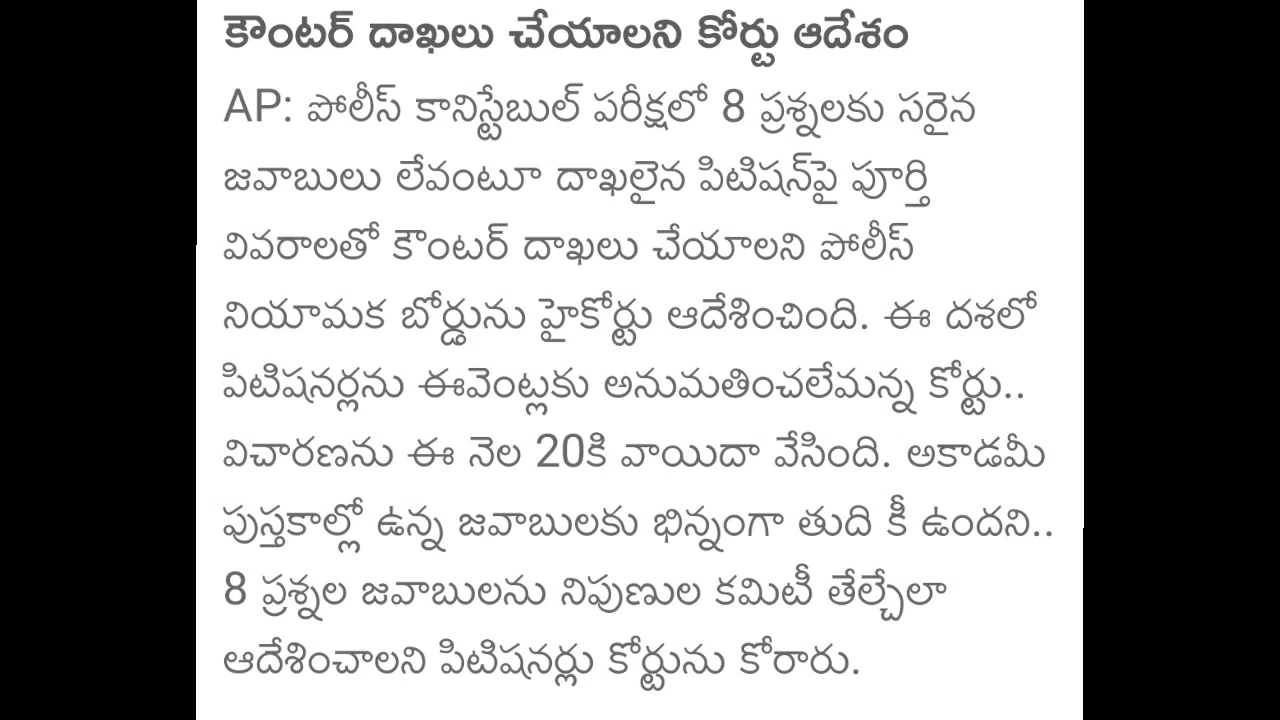 కౌంటర్ దాఖలు చేయాలని కోర్టు ఆదేశం
AP: పోలీస్ కానిస్టేబుల్ పరీక్షలో 8 ప్రశ్నలకు సరైన
జవాబులు లేవంటూ దాఖలైన పిటిషన్‌పై పూర్తి
వివరాలతో కౌంటర్ దాఖలు చేయాలని పోలీస్
నియామక బోర్డును హైకోర్టు ఆదేశించింది. ఈ దశలో
పిటిషనర్లను ఈవెంట్లకు అనుమతించలేమన్న కోర్టు..
విచారణను ఈ నెల 20కి వాయిదా వేసింది. అకాడమీ
పుస్తకాల్లో ఉన్న జవాబులకు భిన్నంగా తుది కీ ఉందని..
8 ప్రశ్నల జవాబులను నిపుణుల కమిటీ తేల్చేలా
ఆదేశించాలని పిటిషనర్లు కోర్టును కోరారు.